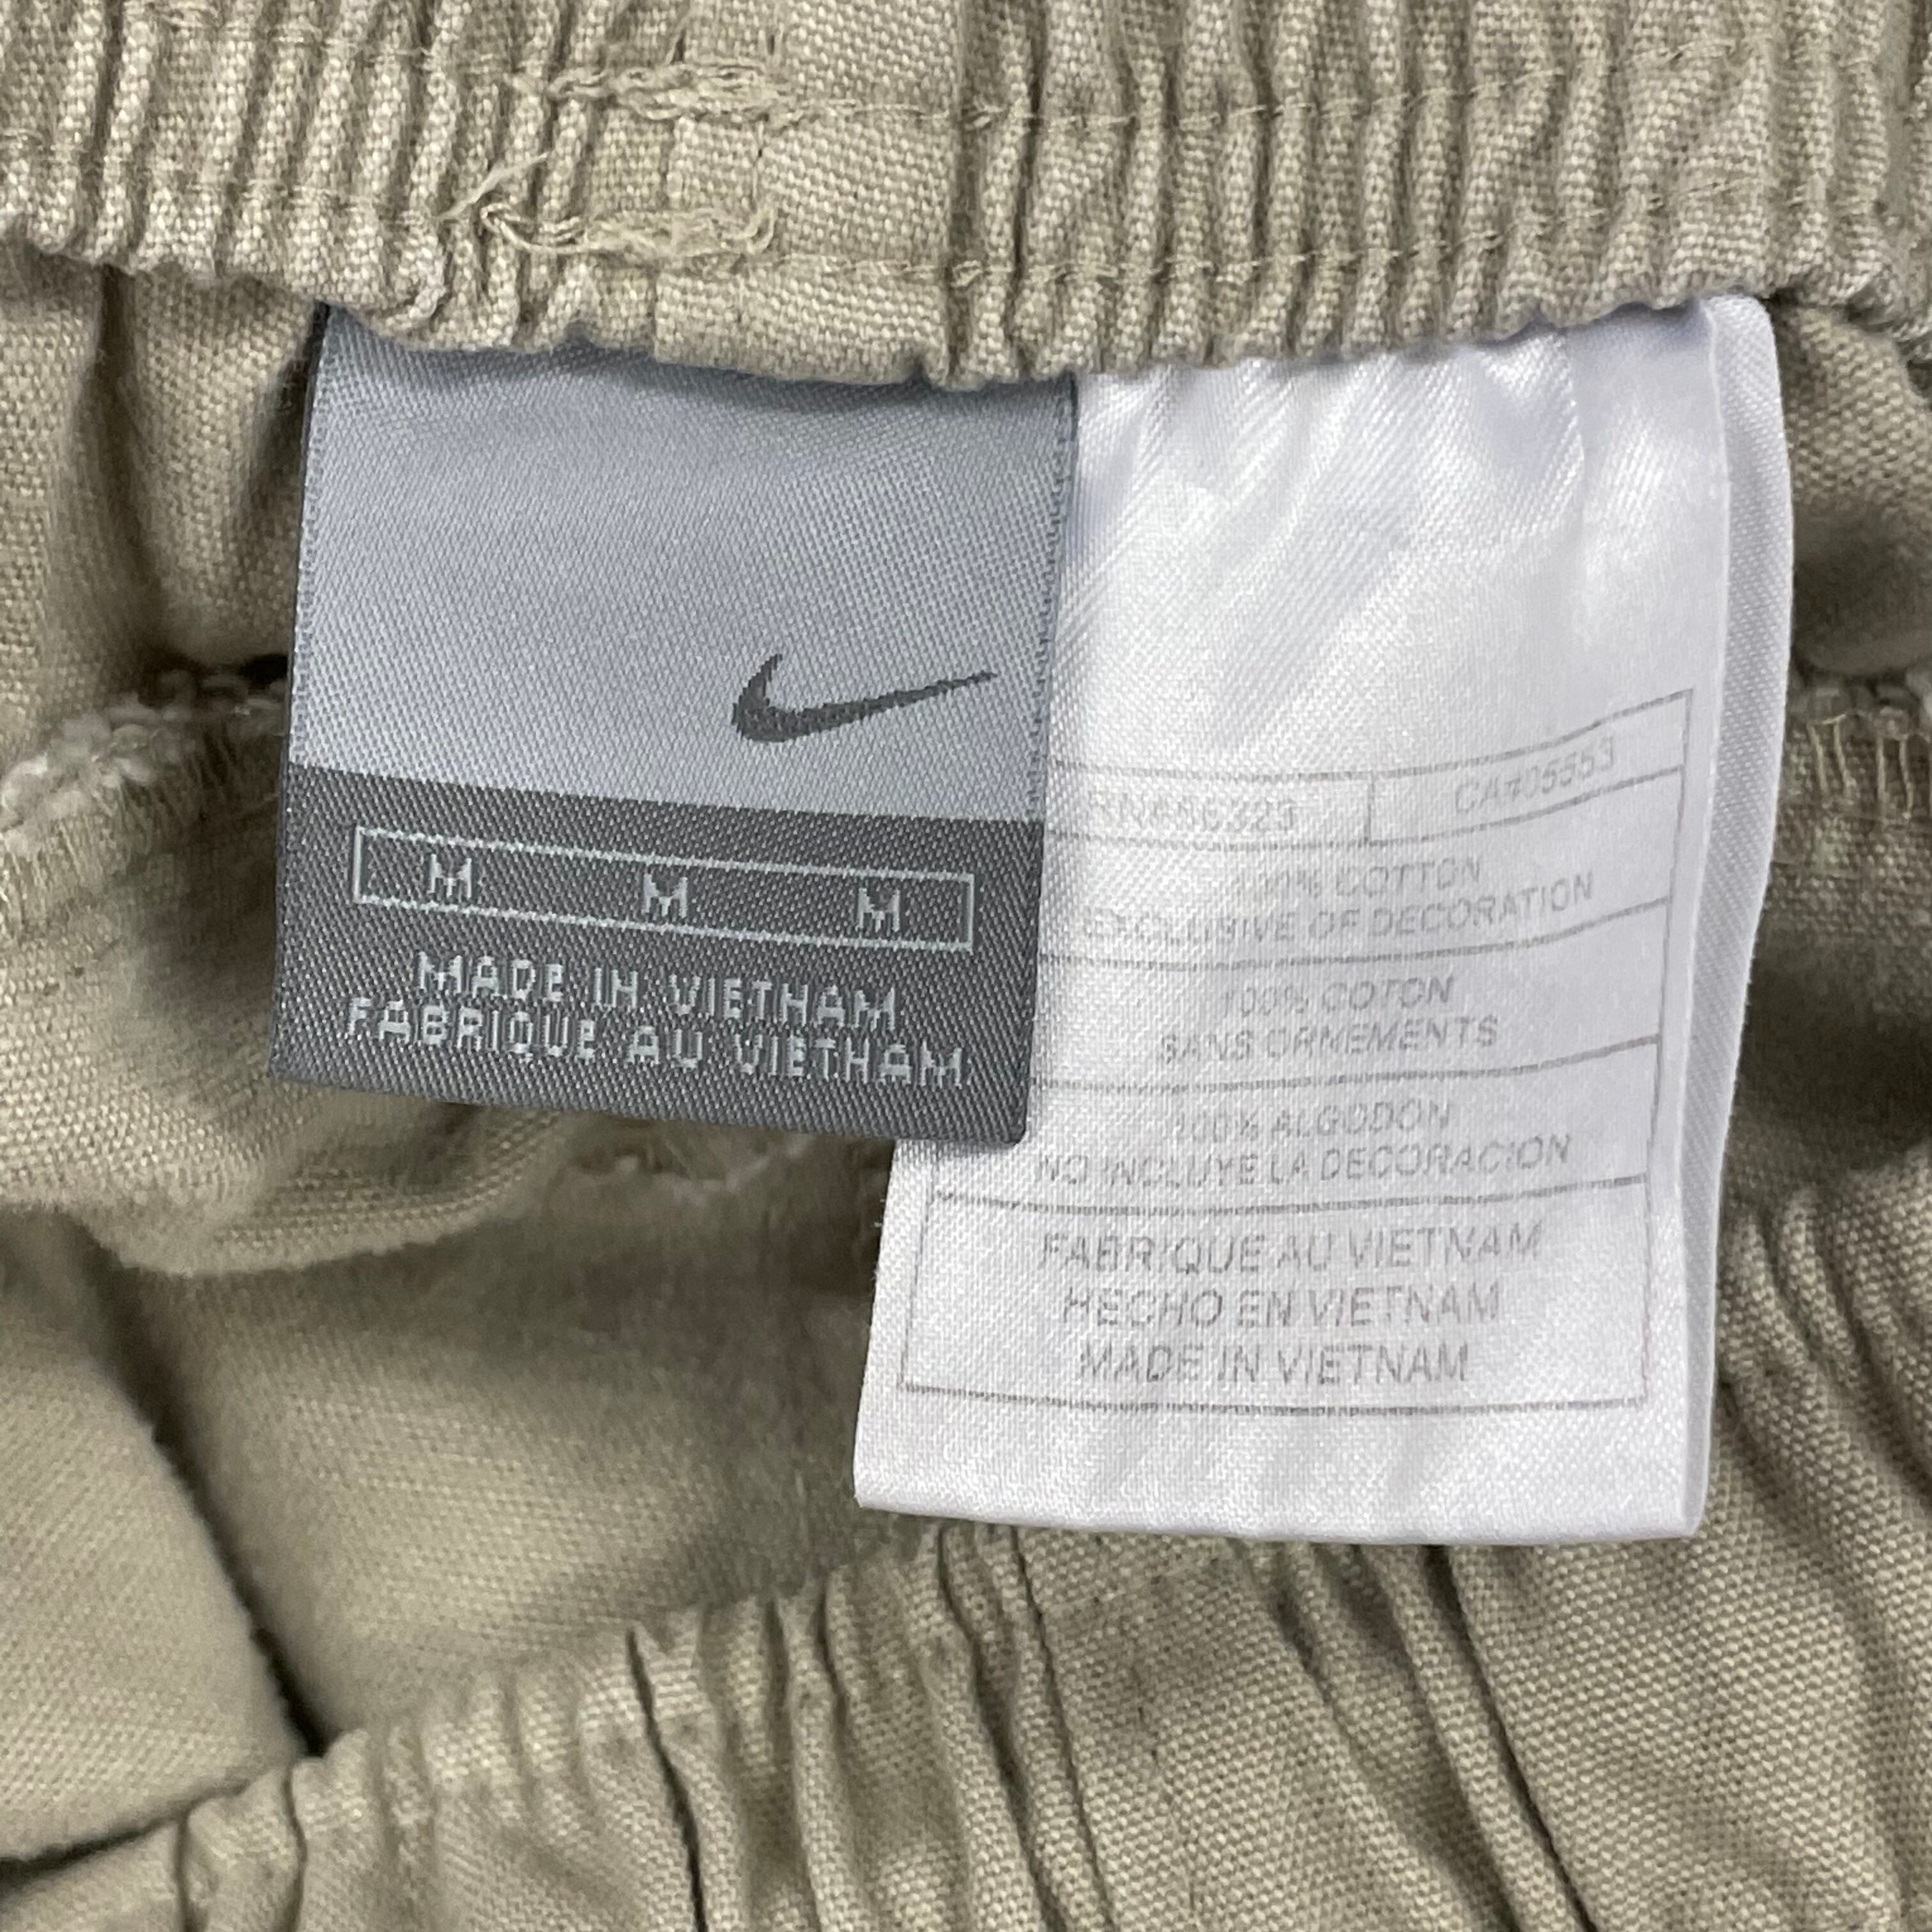 M M M
MADE IN VIETNAM
FABRIQUE AU VIETNAM
RN#56323 CA#05553
100% COTTON
EXCLUSIVE OF DECORATION
100% COTON
SANS ORNEMENTS
100% ALGODON
NO INCLUYE LA DECORACION
FABRIQUE AU VIETNAM
HECHO EN VIETNAM
MADE IN VIETNAM